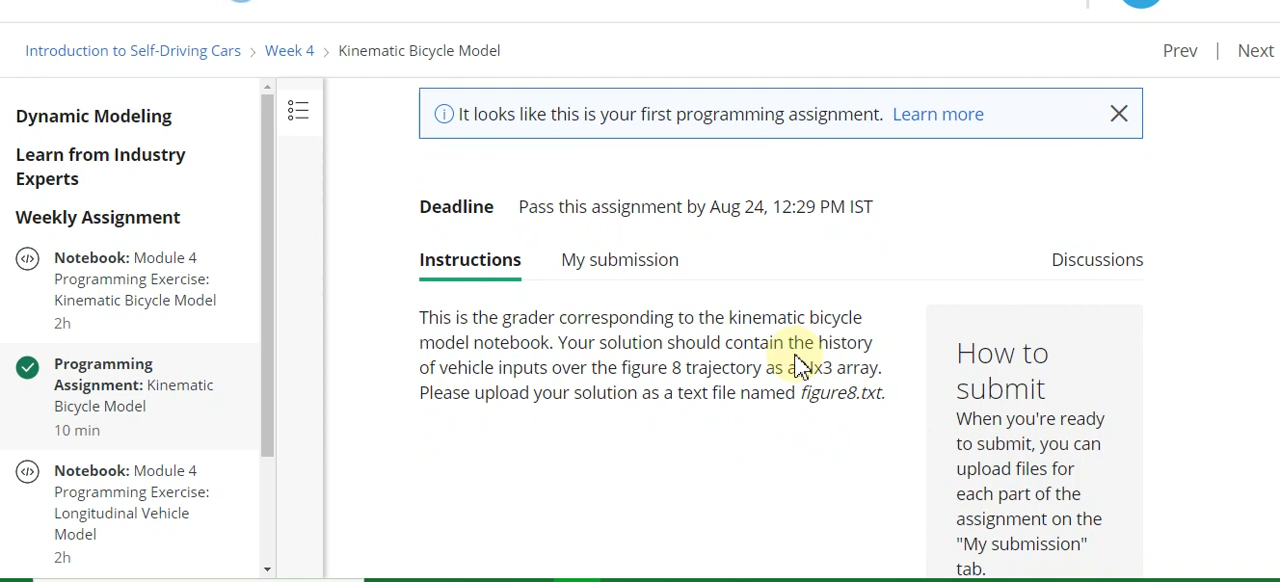 Introduction to Self-Driving Cars > Week 4 > Kinematic Bicycle Model
Prev | Next
Dynamic Modeling
Learn from Industry
Experts
Weekly Assignment
Notebook: Module 4
Programming Exercise:
Kinematic Bicycle Model
2h
Programming
Assignment: Kinematic
Bicycle Model
10 min
Notebook: Module 4
Programming Exercise:
Longitudinal Vehicle
Model
2h
It looks like this is your first programming assignment. Learn more
Deadline Pass this assignment by Aug 24, 12:29 PM IST
Instructions My submission Discussions
This is the grader corresponding to the kinematic bicycle
model notebook. Your solution should contain the history
of vehicle inputs over the figure 8 trajectory as a Nx3 array.
Please upload your solution as a text file named figure8.txt.
How to
submit
When you're ready
to submit, you can
upload files for
each part of the
assignment on the
"My submission"
tab.